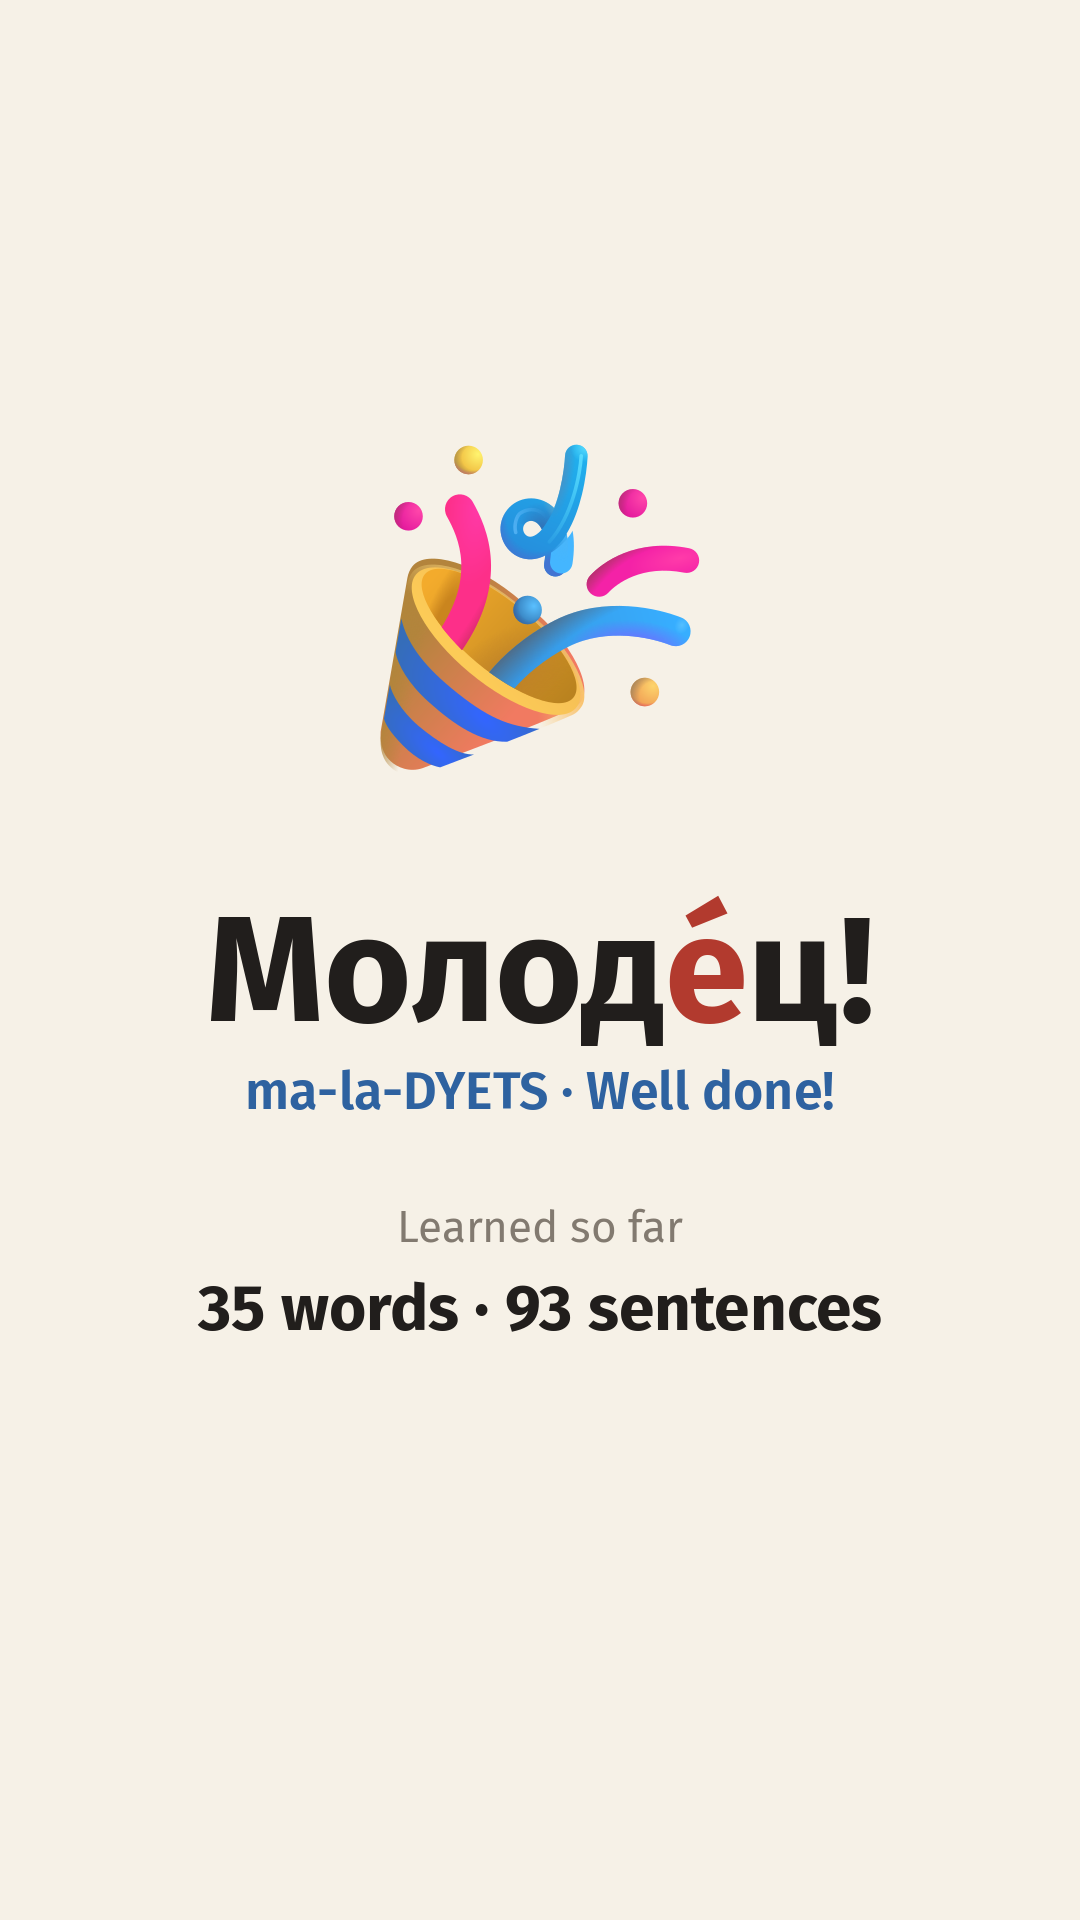 Молоде́ц!
ma-la-DYETS · Well done!
Learned so far
35 words · 93 sentences